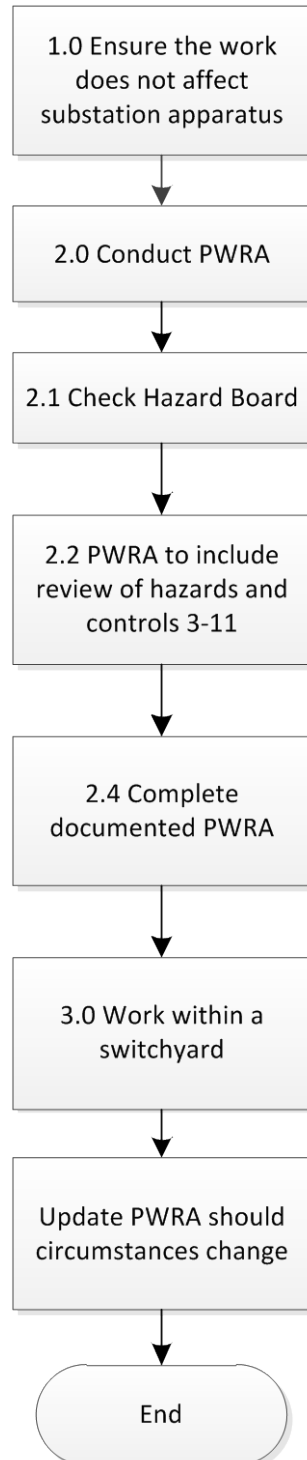 1.0 Ensure the work
does not affect
substation apparatus
2.0 Conduct PWRA
2.1 Check Hazard Board
2.2 PWRA to include
review of hazards and
controls 3-11
2.4 Complete
documented PWRA
3.0 Work within a
switchyard
Update PWRA should
circumstances change
End